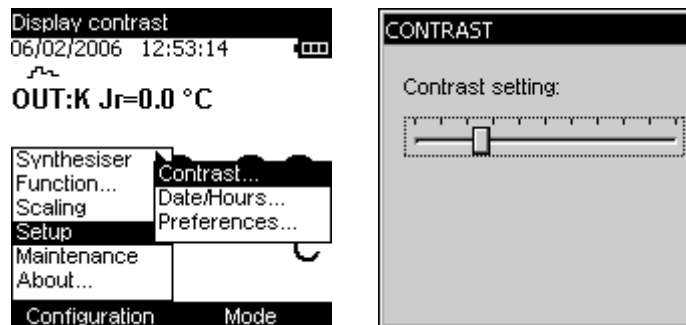 Display contrast
06/02/2006 12:53:14
OUT:K Jr=0.0 °C
Synthesiser
Function...
Scaling
Setup
Maintenance
About...
Contrast...
Date/Hours...
Preferences...
Configuration Mode
CONTRAST
Contrast setting: